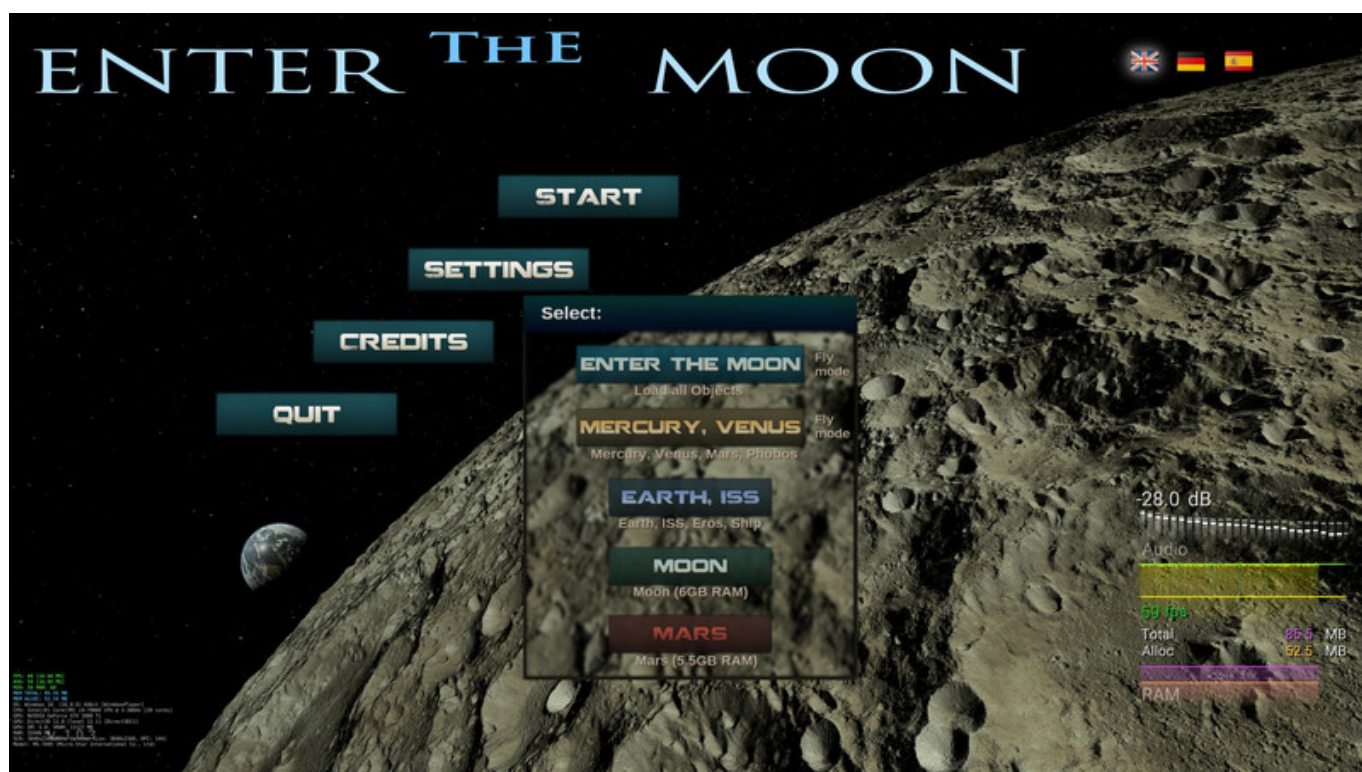 ENTER THE MOON
START
SETTINGS
CREDITS
QUIT
Select:
ENTER THE MOON
Fly
mode
Load all Objects
MERCURY, VENUS
Fly
mode
Mercury, Venus, Mars, Phobos
EARTH, ISS
Earth, ISS, Eros, Ship
MOON
Moon (6GB RAM)
MARS
Mars (5.5GB RAM)
-28.0 dB
Audio
59 fps
Total 85.5 MB
Alloc 52.5 MB
RAM